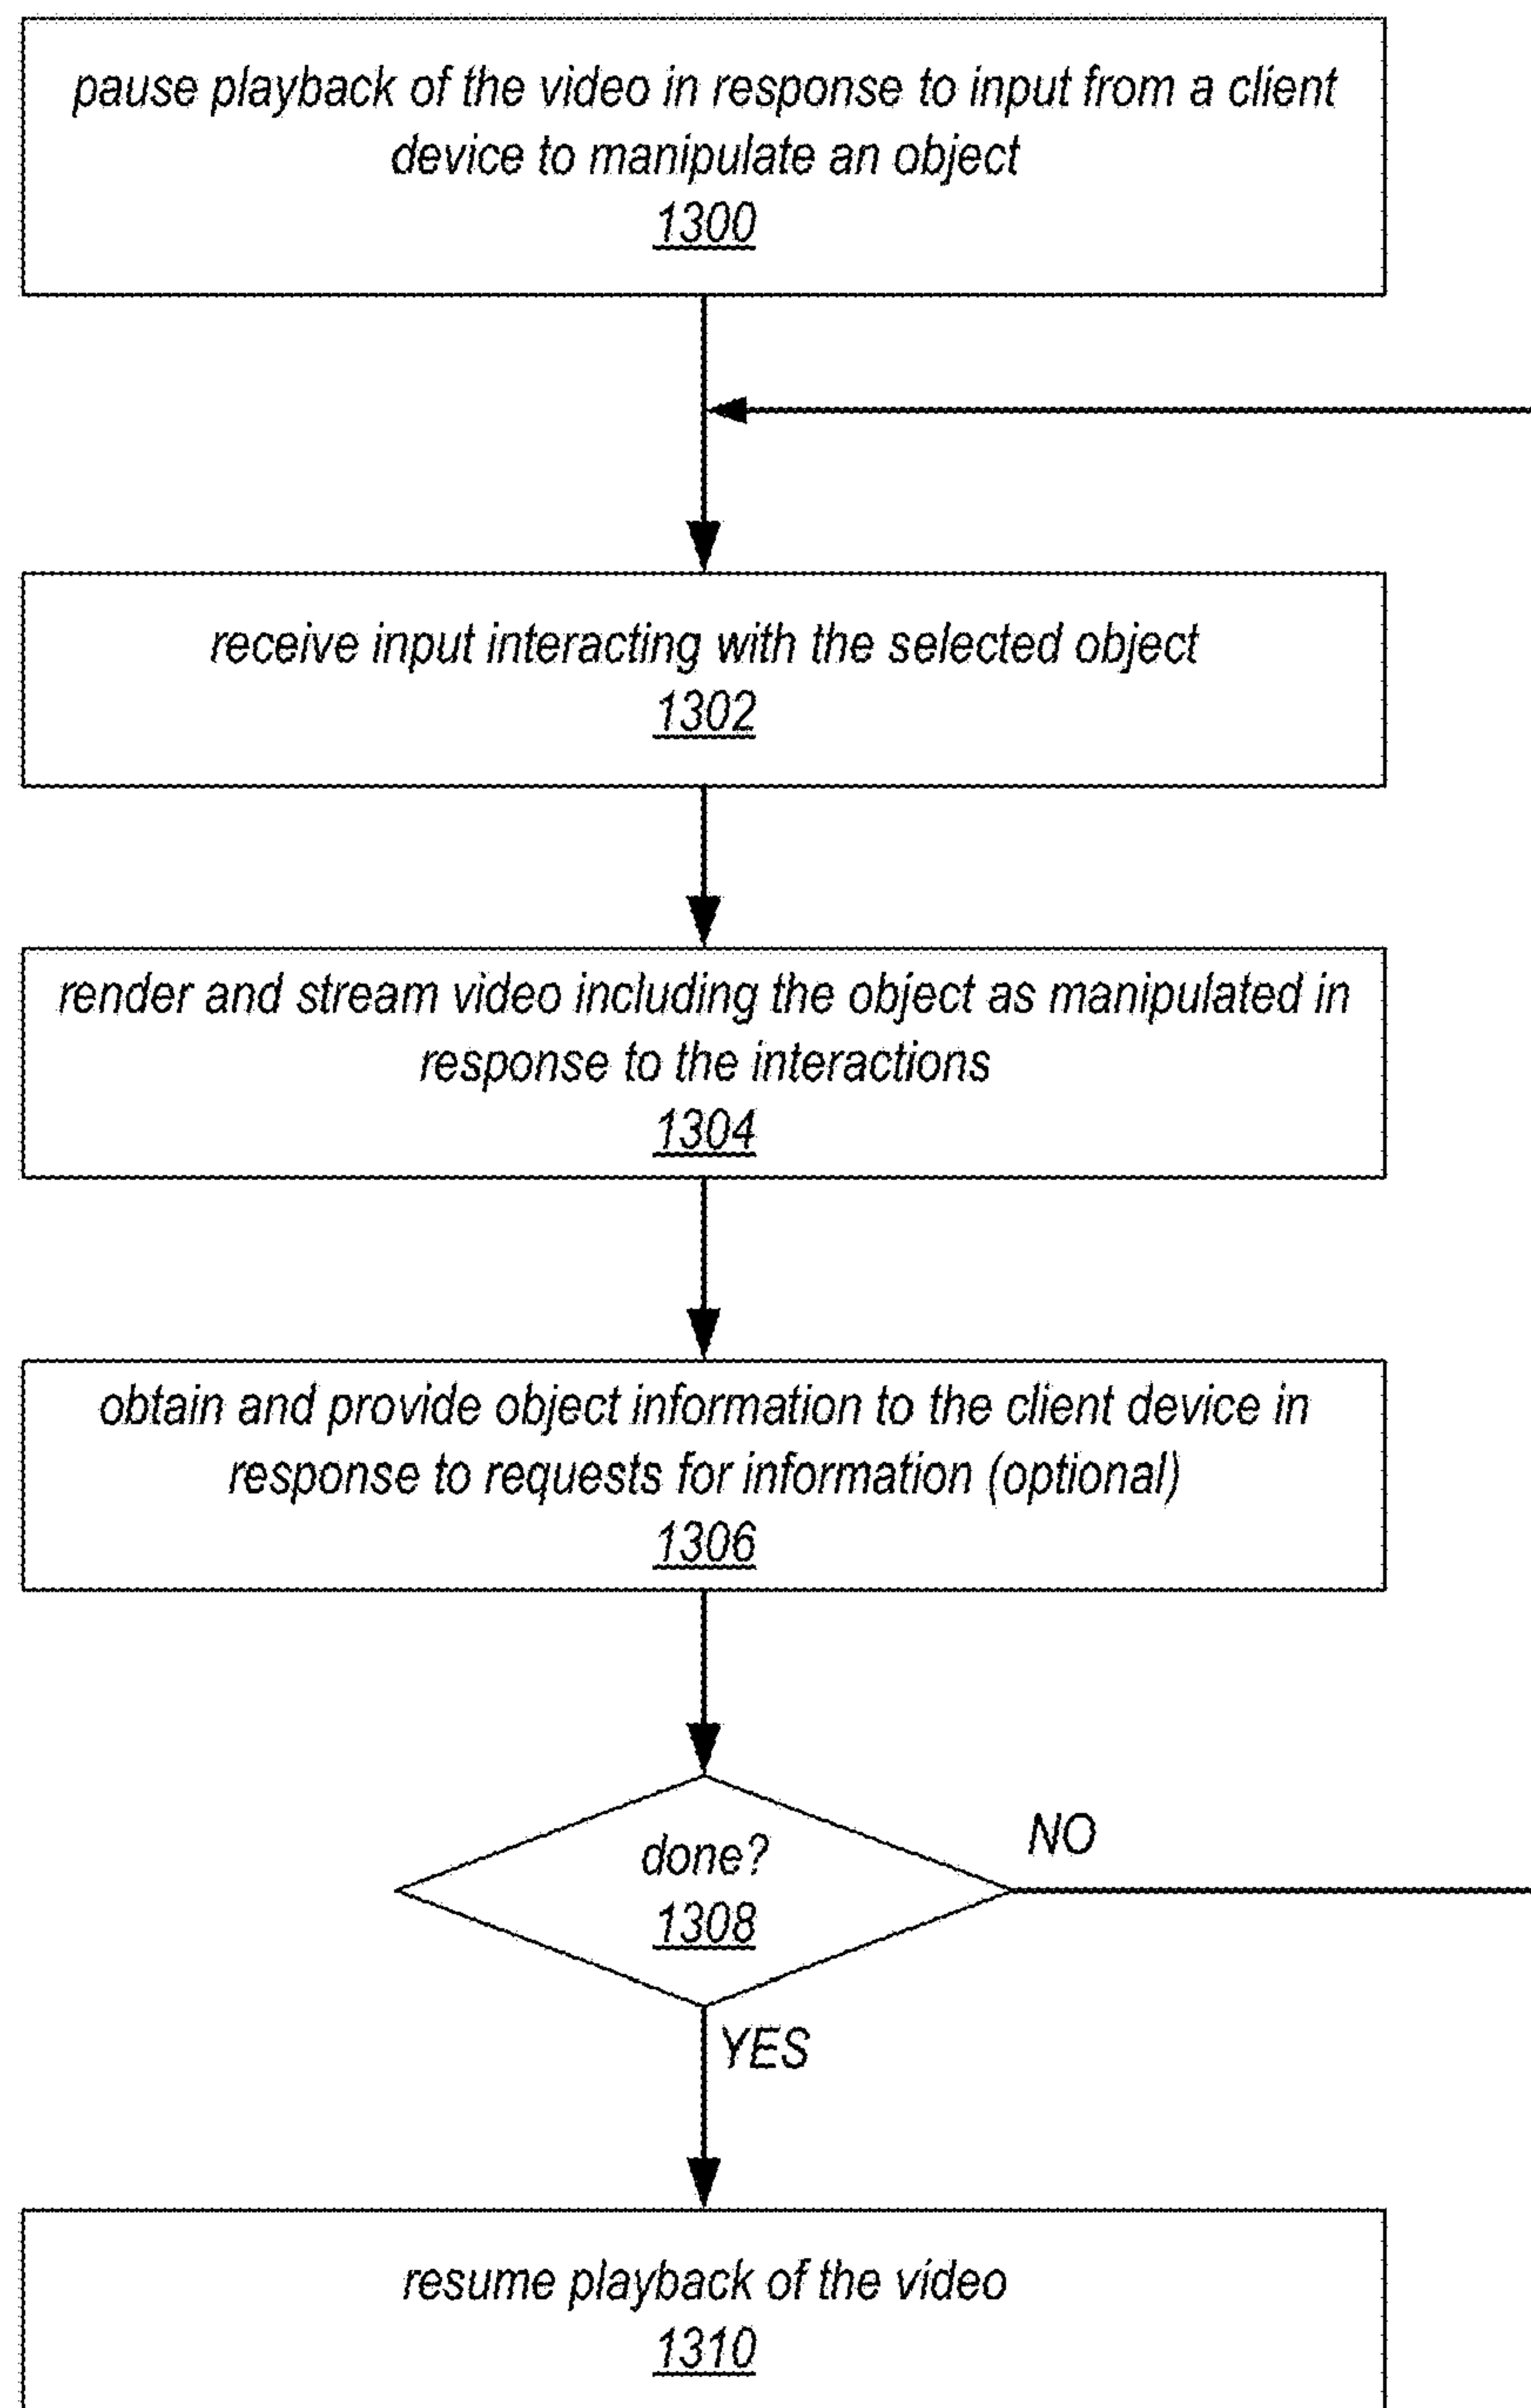 pause playback of the video in response to input from a client
device to manipulate an object
1300
receive input interacting with the selected object
1302
render and stream video including the object as manipulated in
response to the interactions
1304
obtain and provide object information to the client device in
response to requests for information (optional)
1306
done?
1308
NO
YES
resume playback of the video
1310